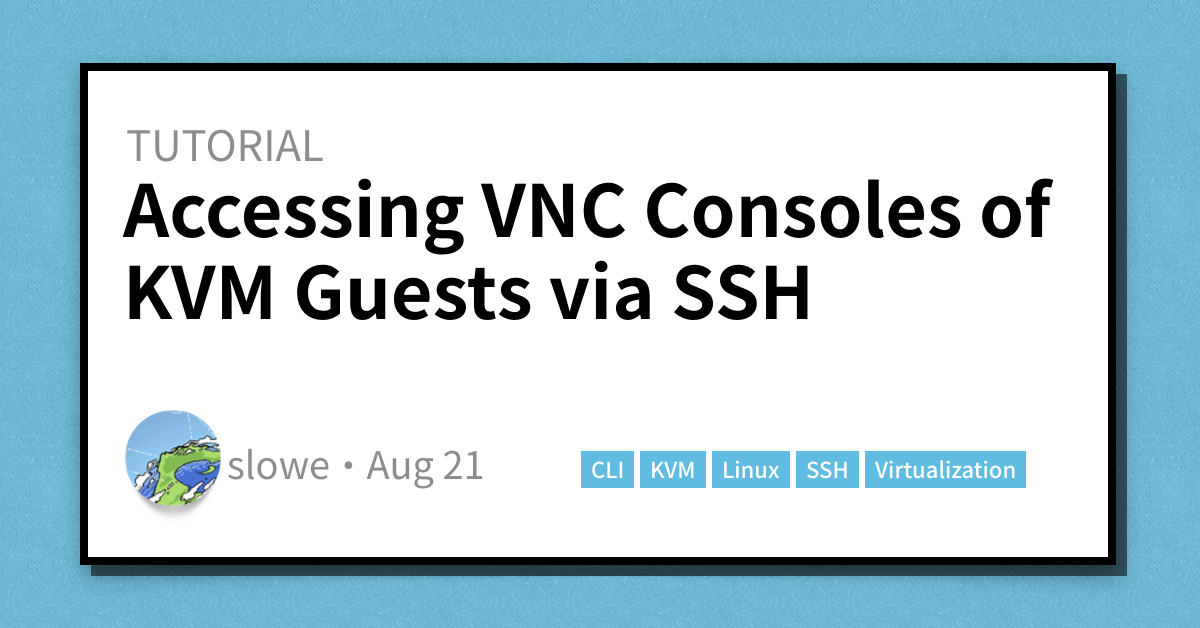 TUTORIAL
Accessing VNC Consoles of
KVM Guests via SSH
slowe • Aug 21
CLI KVM Linux SSH Virtualization